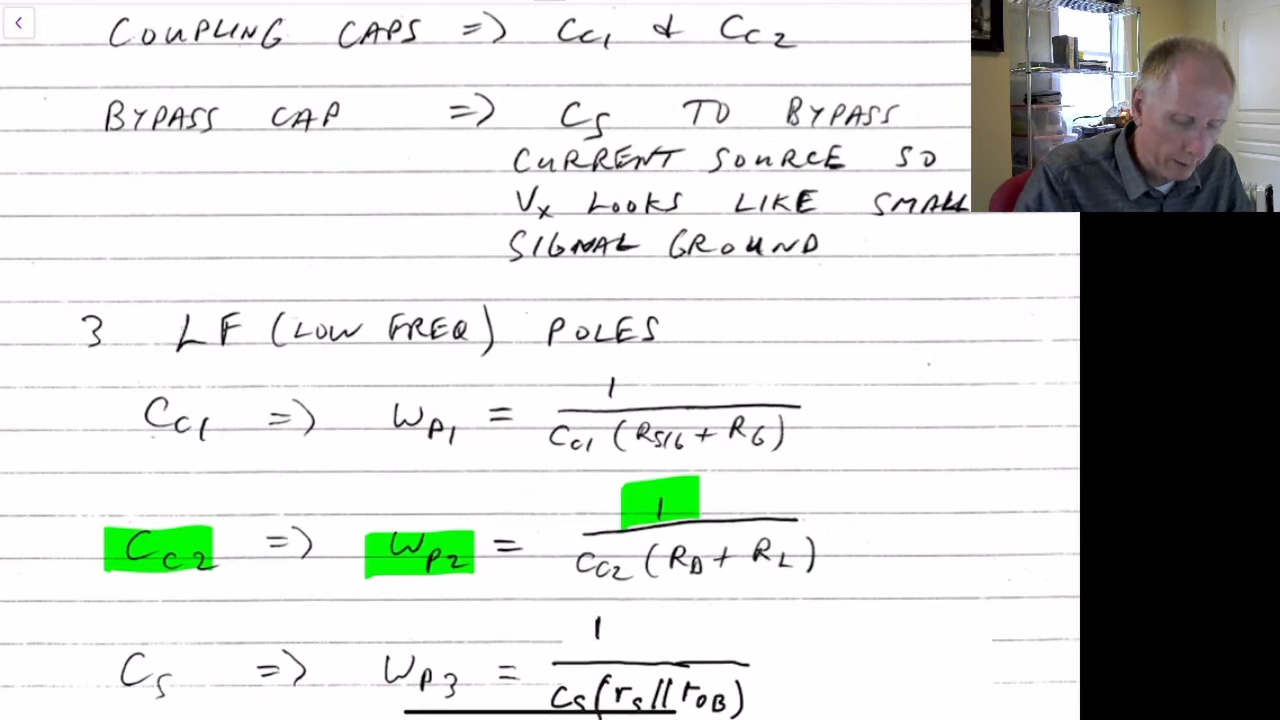 COUPLING CAPS => CC1 & CC2
BYPASS CAP => CS TO BYPASS
CURRENT SOURCE SO
VX LOOKS LIKE SMALL
SIGNAL GROUND
3 LF (LOW FREQ) POLES
CC1 => WP1 = 1 / CC1 (RSIG + RG)
CC2 => WP2 = 1 / CC2 (RD + RL)
CS => WP3 = 1 / CS (rs || roB)